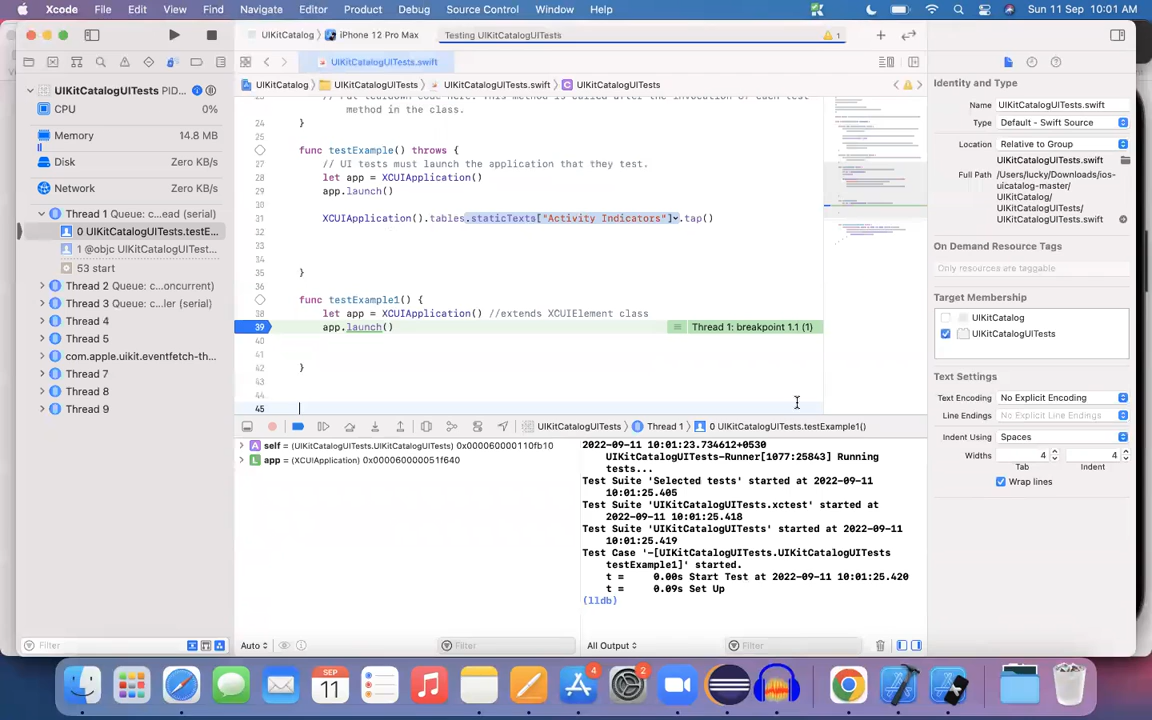 Xcode File Edit View Find Navigate Editor Product Debug Source Control Window Help Sun 11 Sep 10:01 AM
UIKitCatalog iPhone 12 Pro Max Testing UIKitCatalogUITests 1
UIKitCatalogUITests.swift
UIKitCatalog UIKitCatalogUITests UIKitCatalogUITests.swift C UIKitCatalogUITests
UIKitCatalogUITests PID...
CPU 0%
Memory 14.8 MB
Disk Zero KB/s
Network Zero KB/s
Thread 1 Queue: c...ead (serial)
0 UIKitCatalogUITests.testE...
1 @objc UIKitCatalogUITest...
53 start
Thread 2 Queue: c...oncurrent)
Thread 3 Queue: c...ler (serial)
Thread 4
Thread 5
com.apple.uikit.eventfetch-th...
Thread 7
Thread 8
Thread 9
Filter
method in the class.
24 }
25
func testExample() throws {
27 // UI tests must launch the application that they test.
28 let app = XCUIApplication()
29 app.launch()
30
31 XCUIApplication().tables.staticTexts["Activity Indicators"].tap()
32
33
34
35 }
36
func testExample1() {
38 let app = XCUIApplication() //extends XCUIElement class
39 app.launch() Thread 1: breakpoint 1.1 (1)
40
41
42 }
43
44
45
UIKitCatalogUITests Thread 1 0 UIKitCatalogUITests.testExample1()
A self = (UIKitCatalogUITests.UIKitCatalogUITests) 0x000060000110fb10
L app = (XCUIApplication) 0x000060000051f640
Auto Filter
2022-09-11 10:01:23.734612+0530
UIKitCatalogUITests-Runner[1077:25843] Running
tests...
Test Suite 'Selected tests' started at 2022-09-11
10:01:25.405
Test Suite 'UIKitCatalogUITests.xctest' started at
2022-09-11 10:01:25.418
Test Suite 'UIKitCatalogUITests' started at 2022-09-11
10:01:25.419
Test Case '-[UIKitCatalogUITests.UIKitCatalogUITests
testExample1]' started.
t = 0.00s Start Test at 2022-09-11 10:01:25.420
t = 0.09s Set Up
(lldb)
All Output Filter
Identity and Type
Name UIKitCatalogUITests.swift
Type Default - Swift Source
Location Relative to Group
UIKitCatalogUITests.swift
Full Path /Users/lucky/Downloads/ios-
uicatalog-master/
UIKitCatalog/
UIKitCatalogUITests/
UIKitCatalogUITests.swift
On Demand Resource Tags
Only resources are taggable
Target Membership
UIKitCatalog
UIKitCatalogUITests
Text Settings
Text Encoding No Explicit Encoding
Line Endings No Explicit Line Endings
Indent Using Spaces
Widths 4 4
Tab Indent
Wrap lines
SEP
11
4
2